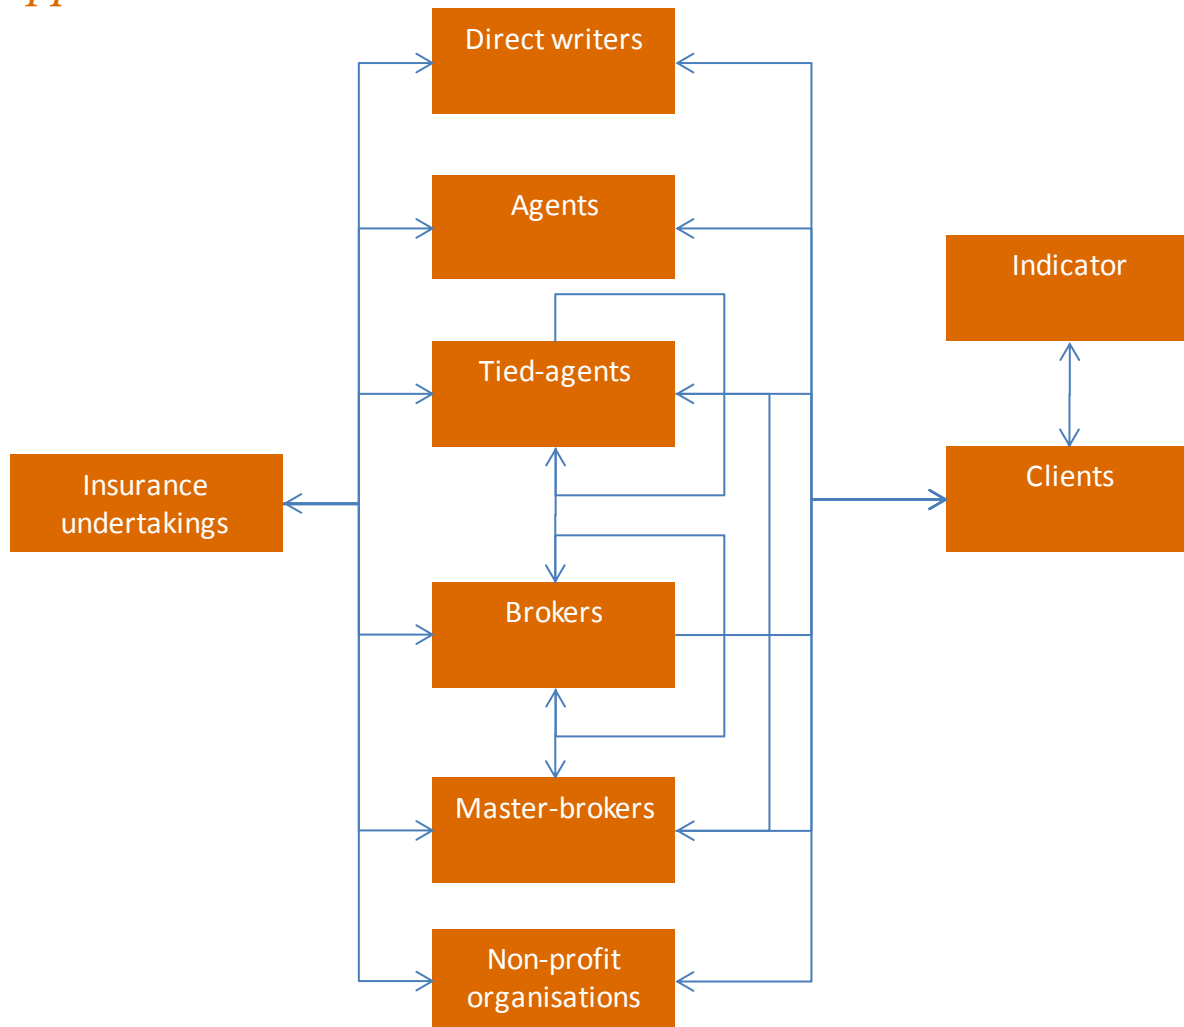 Direct writers
Agents
Indicator
Tied-agents
Insurance
undertakings
Clients
Brokers
Master-brokers
Non-profit
organisations